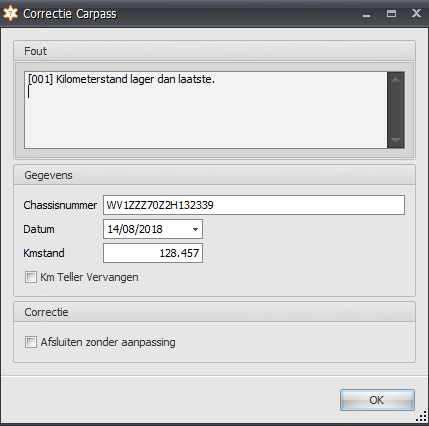 Correctie Carpass
Fout
[001] Kilometerstand lager dan laatste.
Gegevens
Chassisnummer WV1ZZZ70Z2H132339
Datum 14/08/2018
Kmstand 128.457
Km Teller Vervangen
Correctie
Afsluiten zonder aanpassing
OK